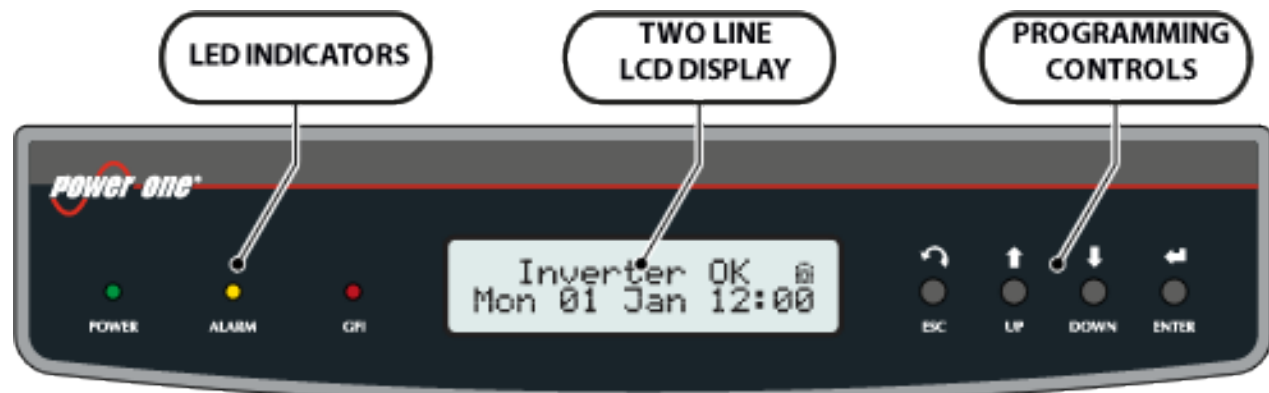 LED INDICATORS
TWO LINE
LCD DISPLAY
PROGRAMMING
CONTROLS
power-one®
Inverter OK
Mon 01 Jan 12:00
POWER
ALARM
GFI
ESC
UP
DOWN
ENTER